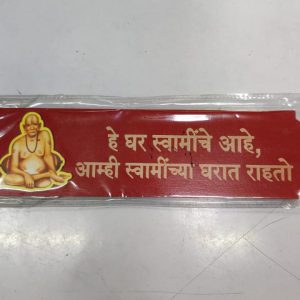 हे घर स्वामींचे आहे,
आम्ही स्वामींच्या घरात राहतो